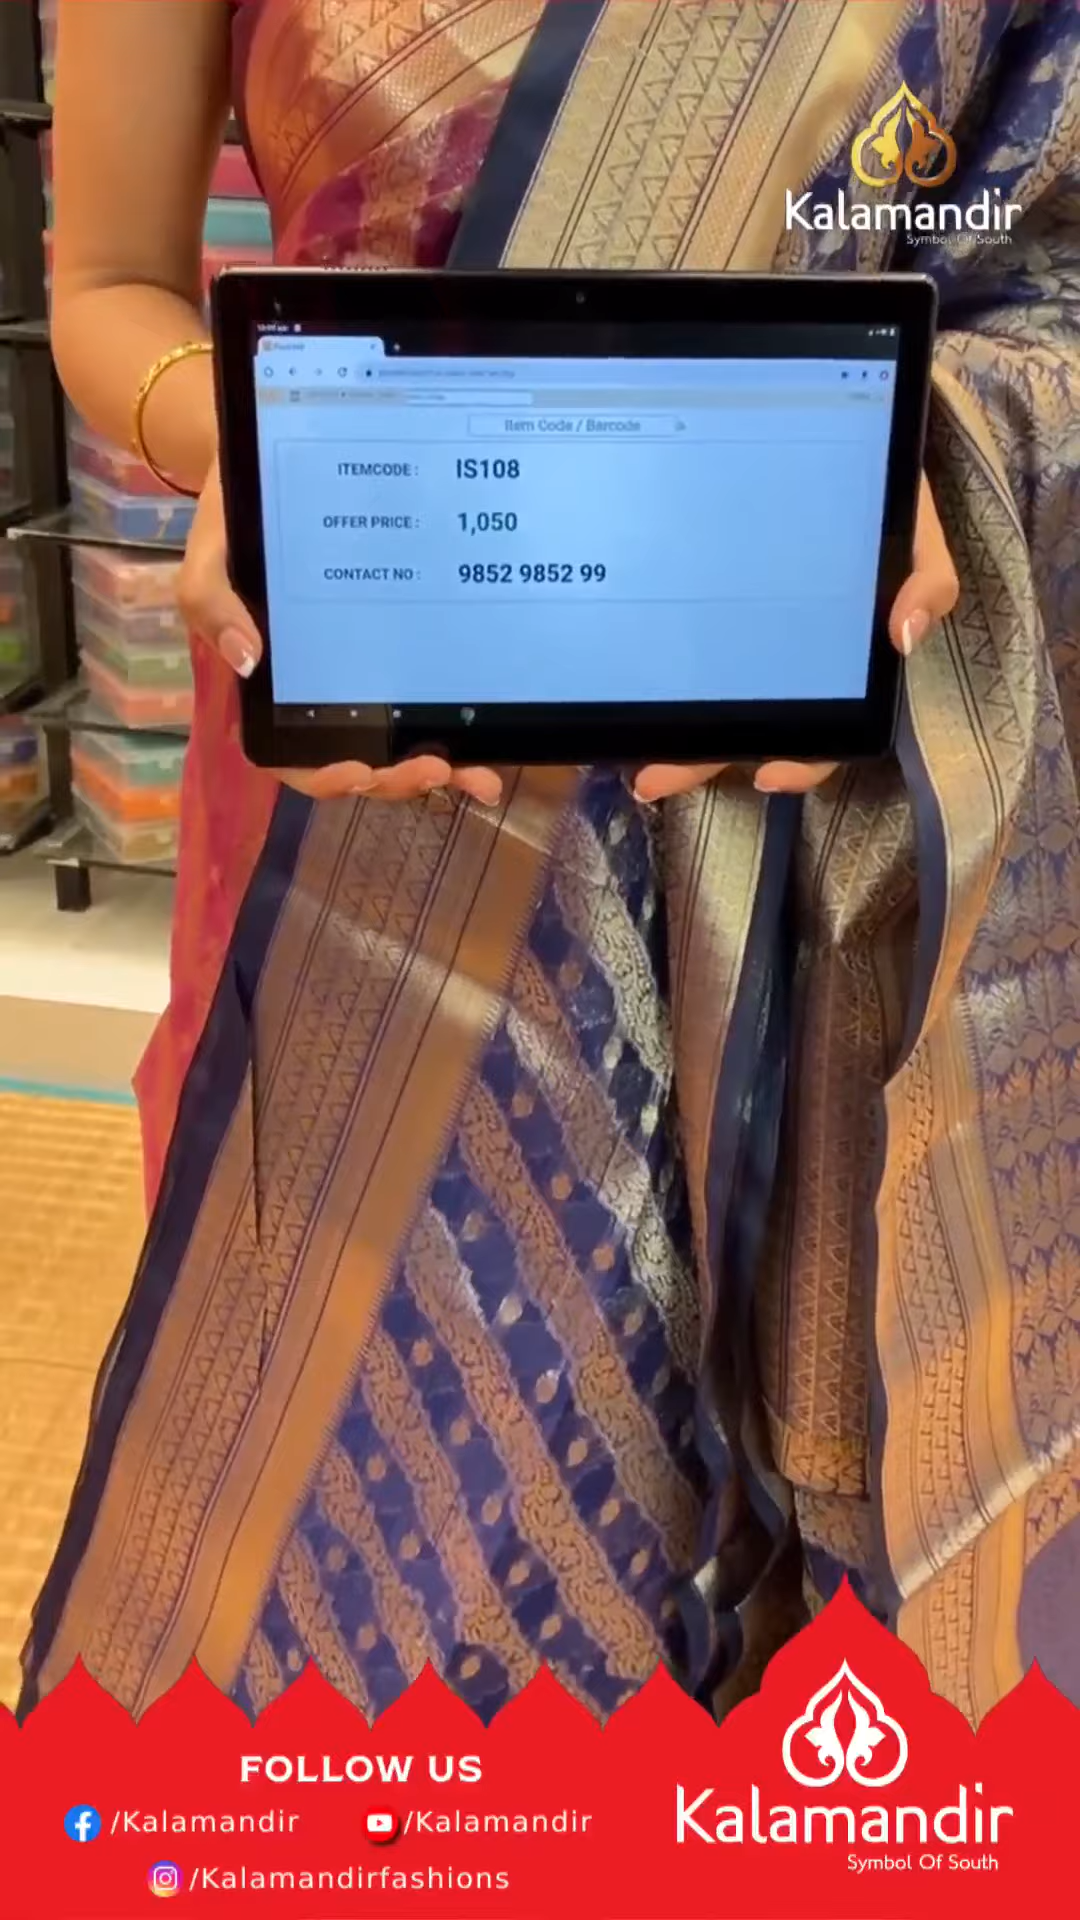 Kalamandir
Symbol Of South
Item Code / Barcode
ITEMCODE : IS108
OFFER PRICE : 1,050
CONTACT NO : 9852 9852 99
FOLLOW US
/Kalamandir /Kalamandir
/Kalamandirfashions
Kalamandir
Symbol Of South